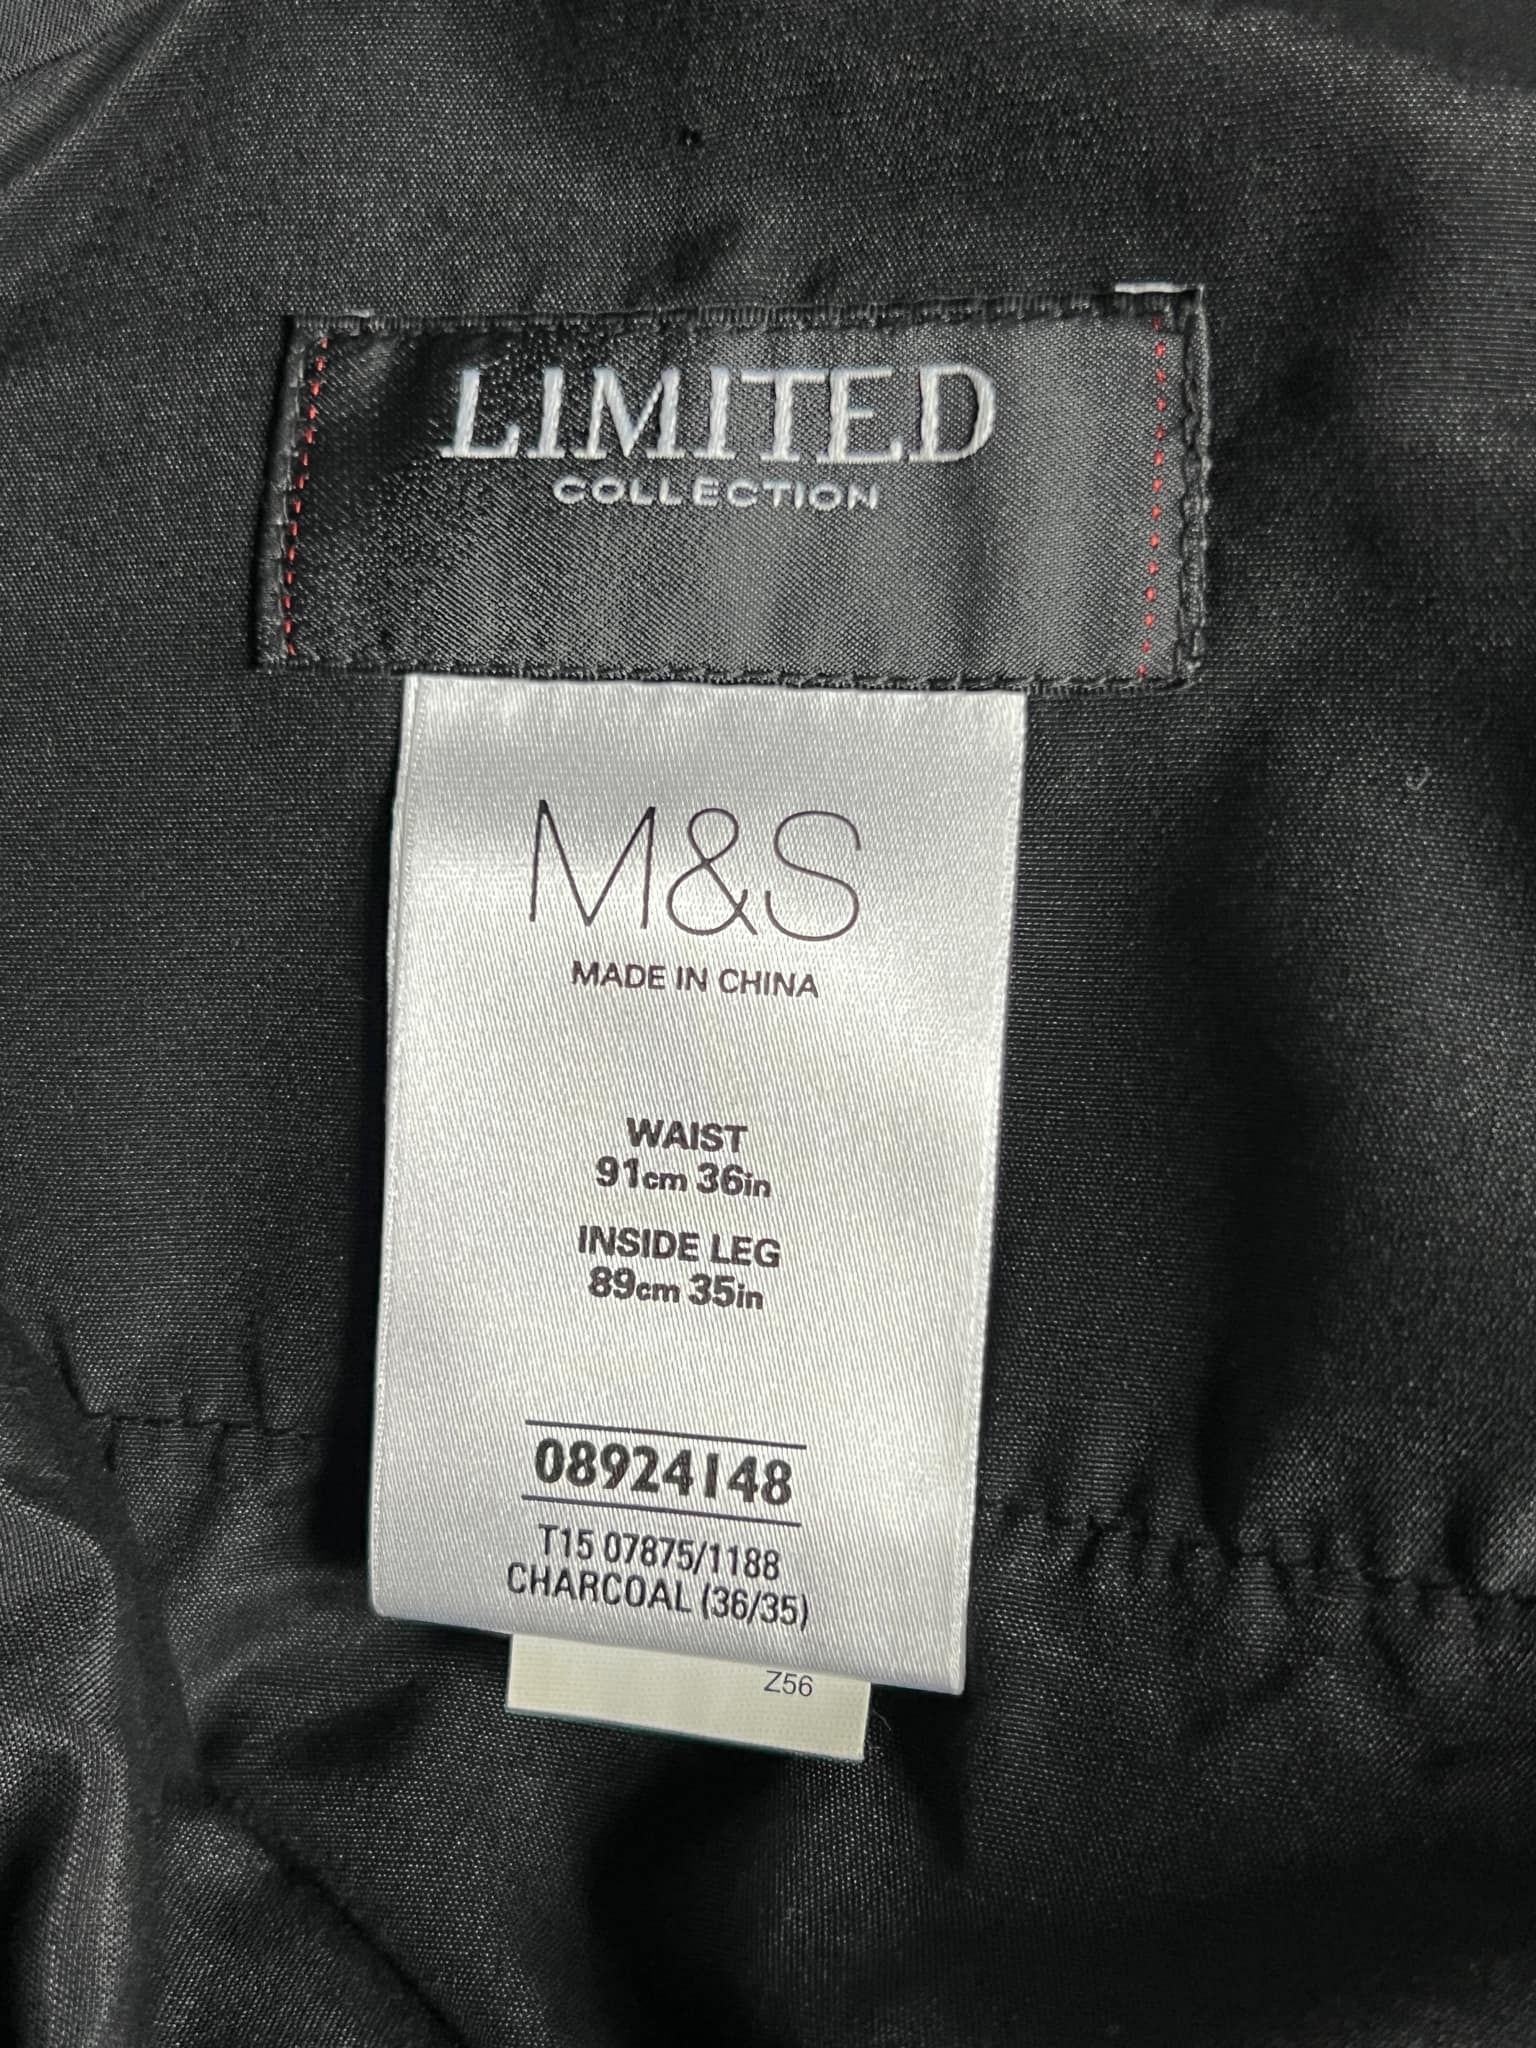 LIMITED
COLLECTION
M&S
MADE IN CHINA
WAIST
91cm 36in
INSIDE LEG
89cm 35in
08924148
T15 07875/1188
CHARCOAL (36/35)
Z56